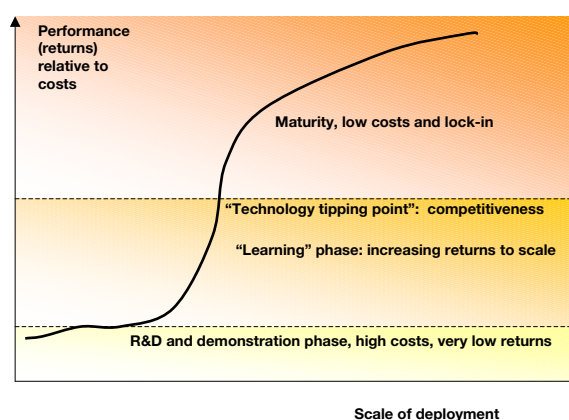 Performance
(returns)
relative to
costs
Maturity, low costs and lock-in
“Technology tipping point”: competitiveness
“Learning” phase: increasing returns to scale
R&D and demonstration phase, high costs, very low returns
Scale of deployment